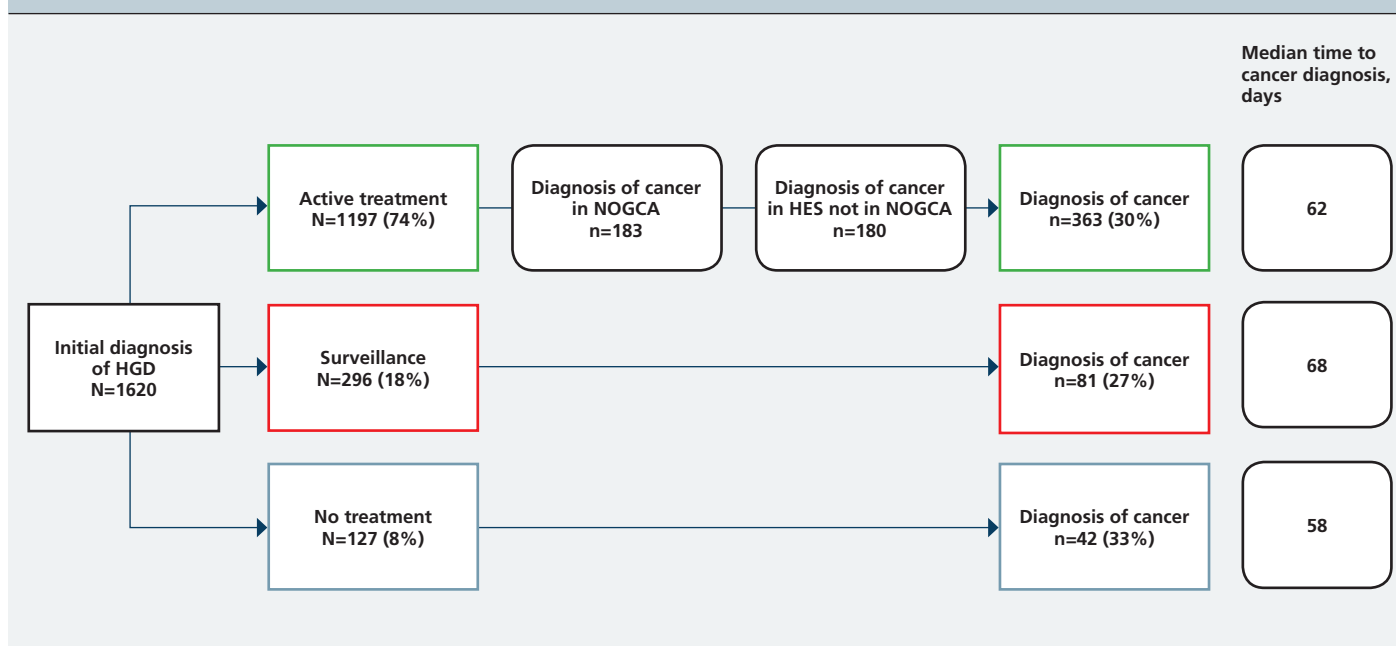 Median time to
cancer diagnosis,
days
Active treatment
N=1197 (74%)
Diagnosis of cancer
in NOGCA
n=183
Diagnosis of cancer
in HES not in NOGCA
n=180
Diagnosis of cancer
n=363 (30%)
62
Initial diagnosis
of HGD
N=1620
Surveillance
N=296 (18%)
Diagnosis of cancer
n=81 (27%)
68
No treatment
N=127 (8%)
Diagnosis of cancer
n=42 (33%)
58